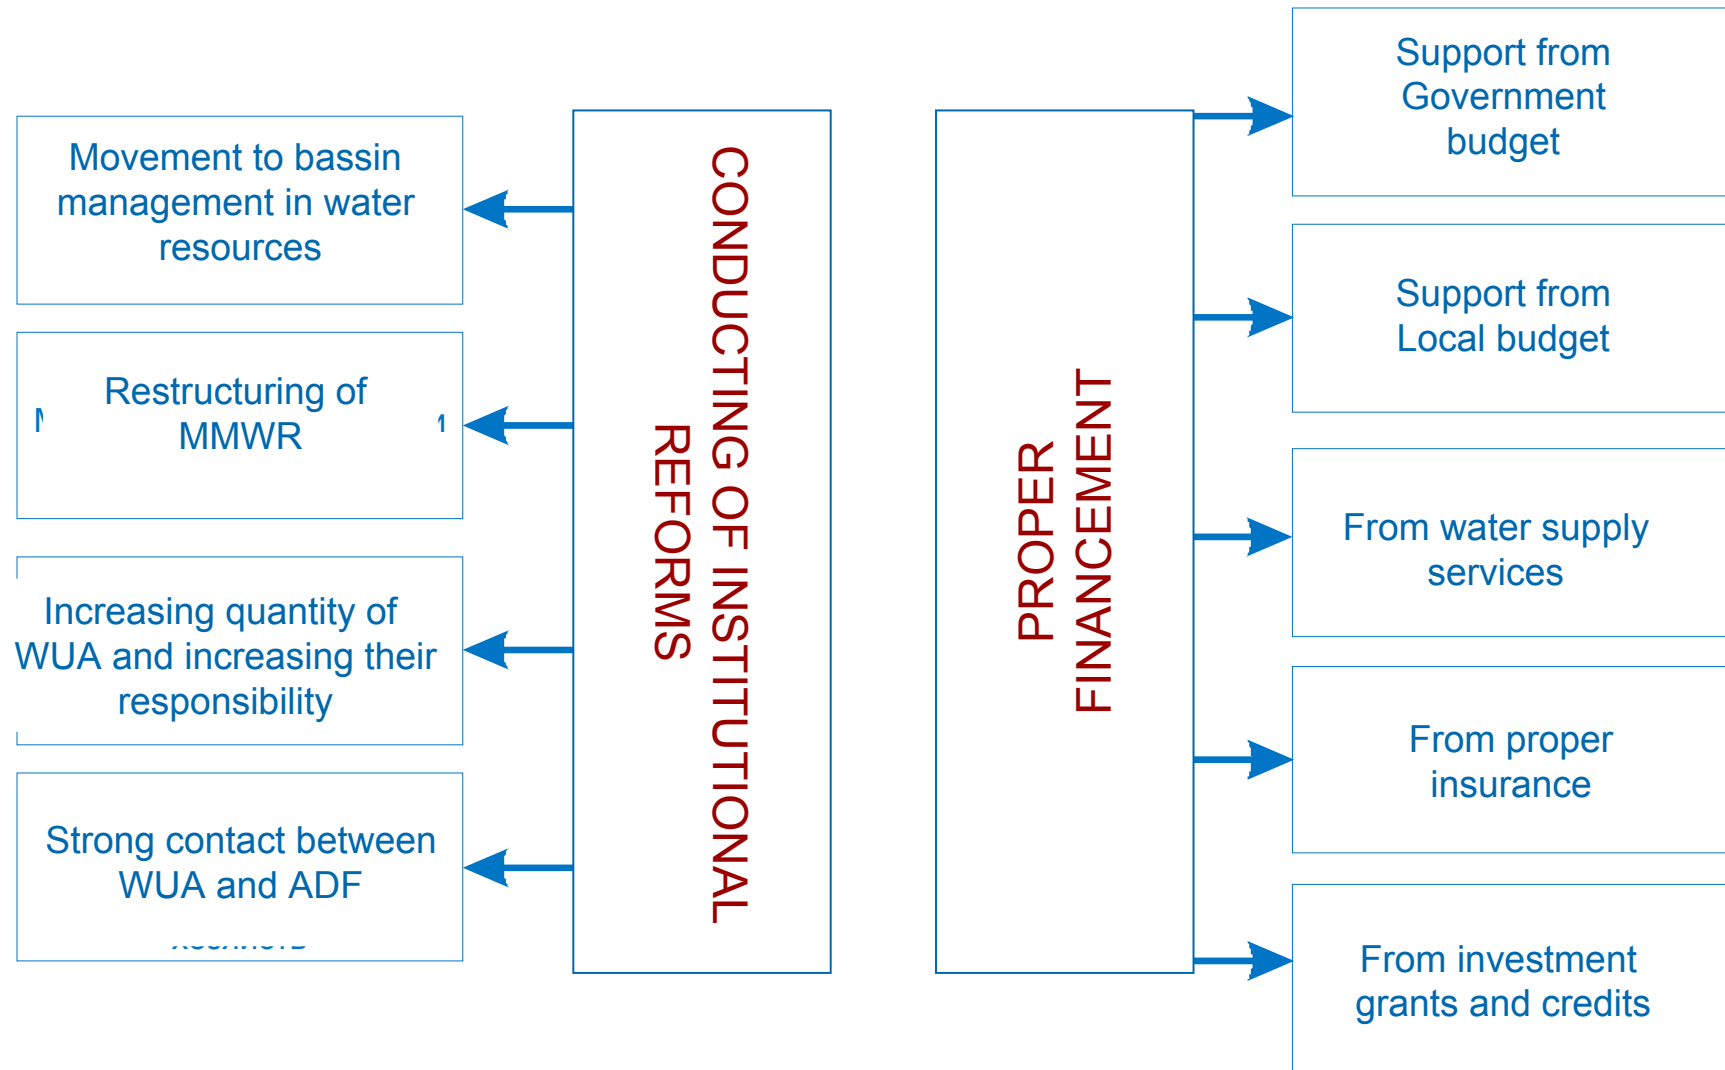 Movement to bassin
management in water
resources
Restructuring of
MMWR
Increasing quantity of
WUA and increasing their
responsibility
Strong contact between
WUA and ADF
CONDUCTING OF INSTITUTIONAL
REFORMS
PROPER
FINANCEMENT
Support from
Government
budget
Support from
Local budget
From water supply
services
From proper
insurance
From investment
grants and credits